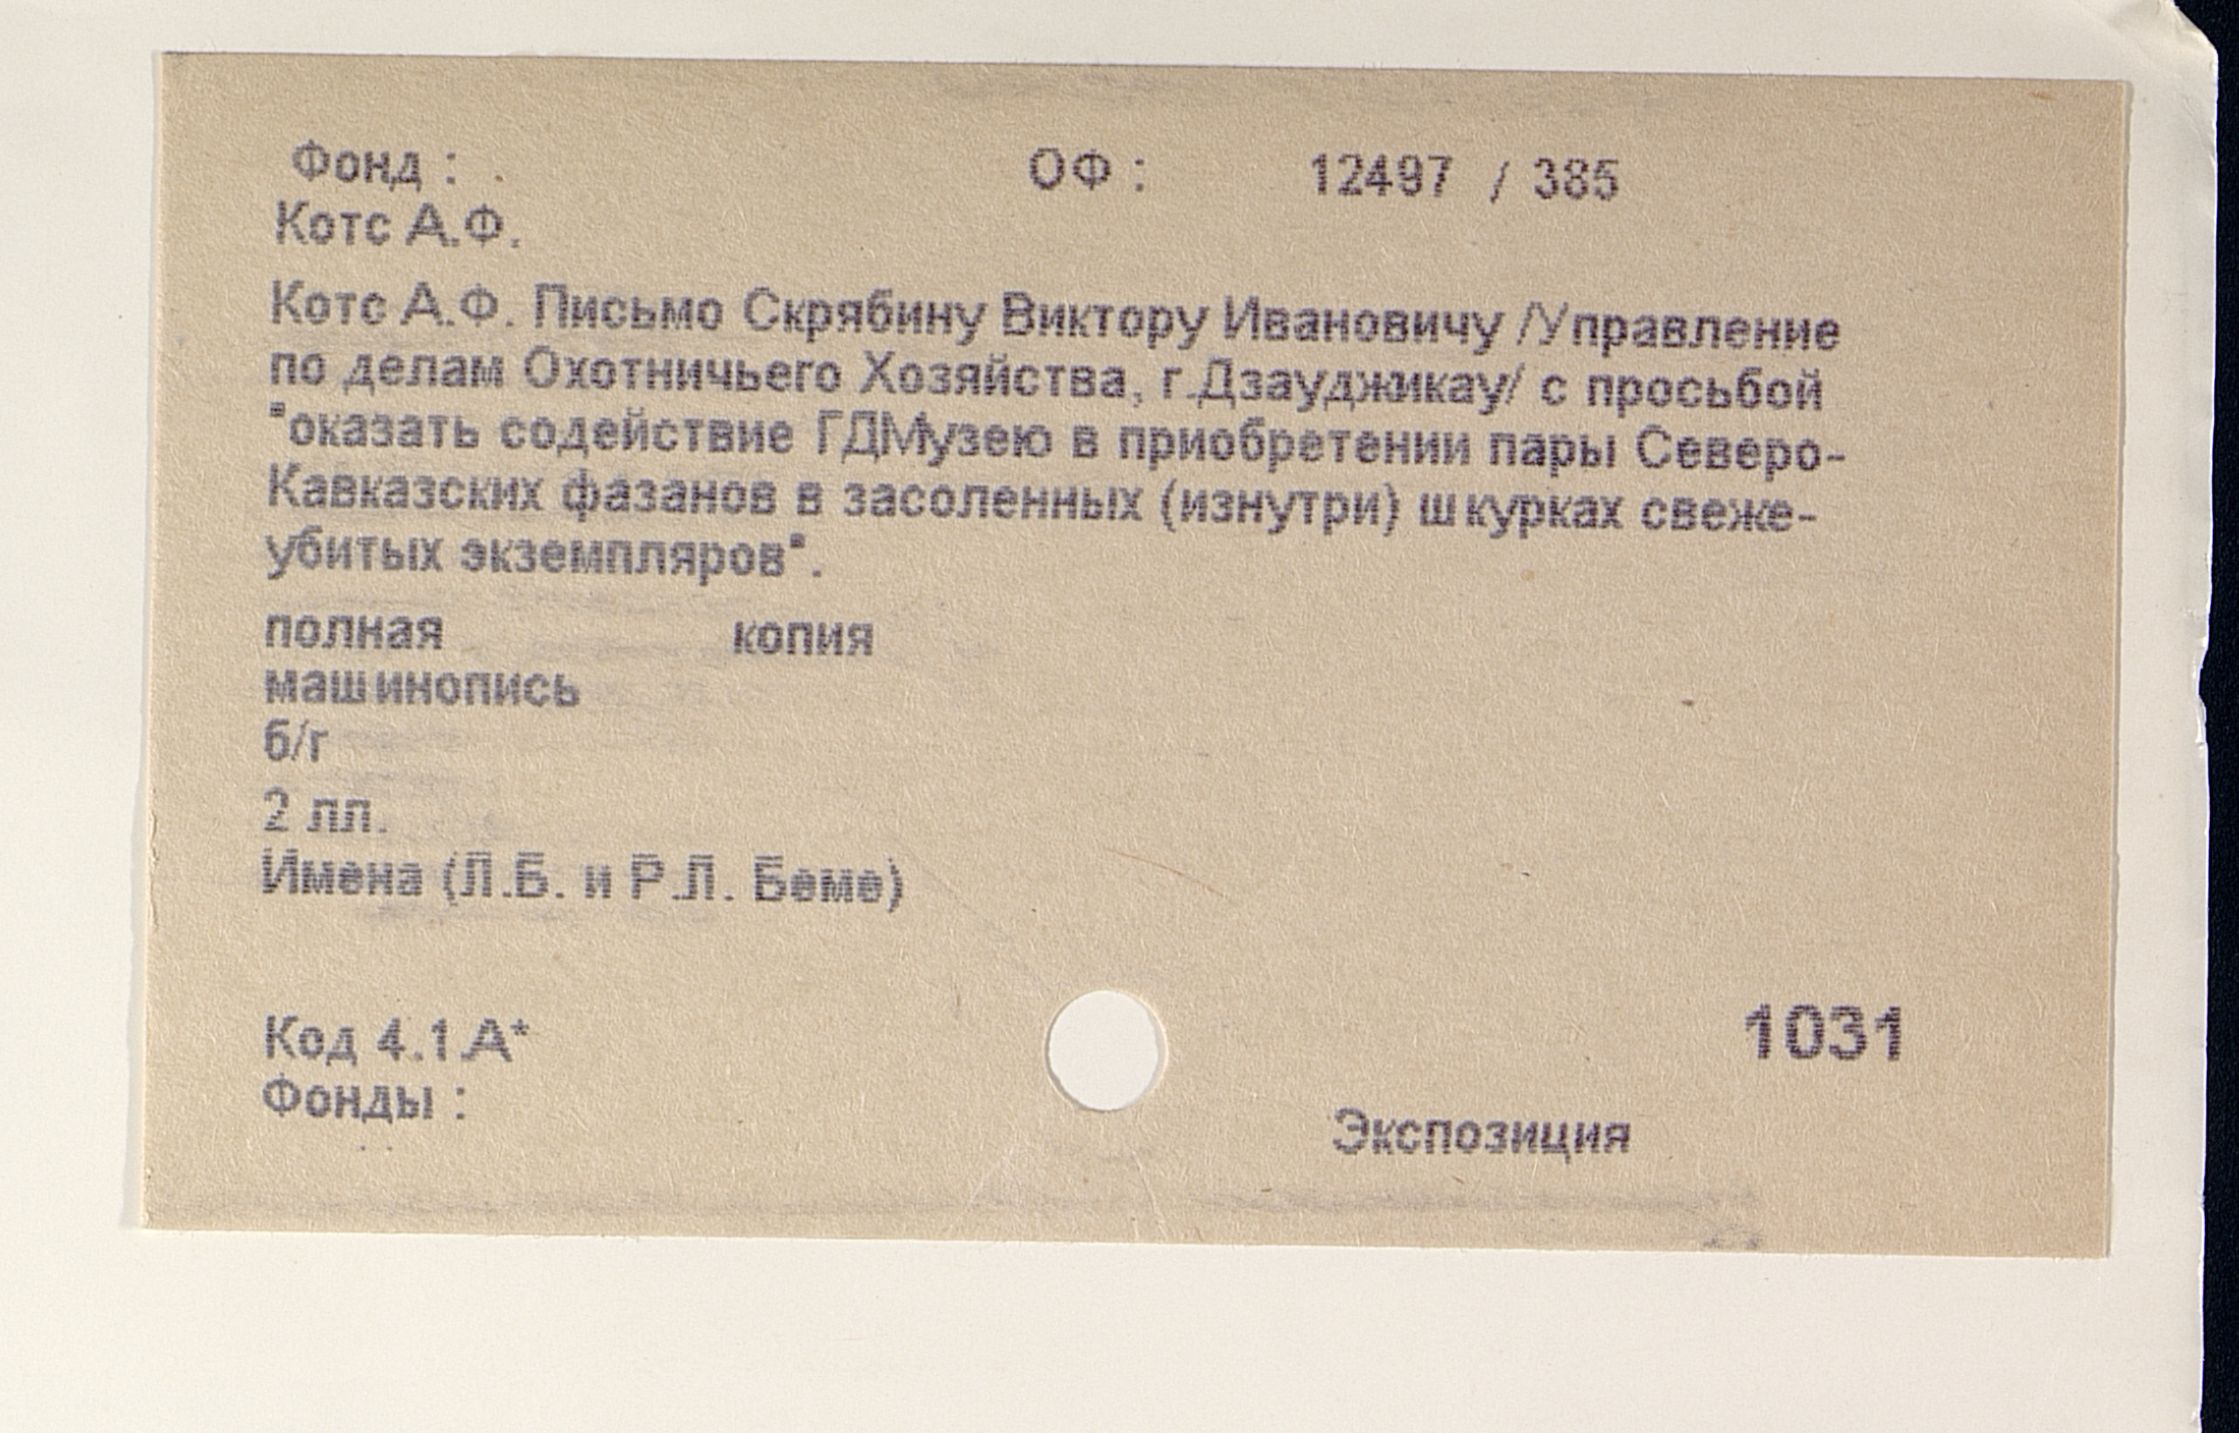 Фонд : ОФ : 12497 / 385
Котс А.Ф.
Котс А.Ф. Письмо Скрябину Виктору Ивановичу /Управление
по делам Охотничьего Хозяйства, г.Дзауджикау/ с просьбой
"оказать содействие ГДМузею в приобретении пары Северо-
Кавказских фазанов в засоленных (изнутри) шкурках свеже-
убитых экземпляров".
полная копия
машинопись
б/г
2 лл.
Имена (Л.Б. и Р.Л. Беме)
1031
Код 4.1.А*
Фонды :
Экспозиция